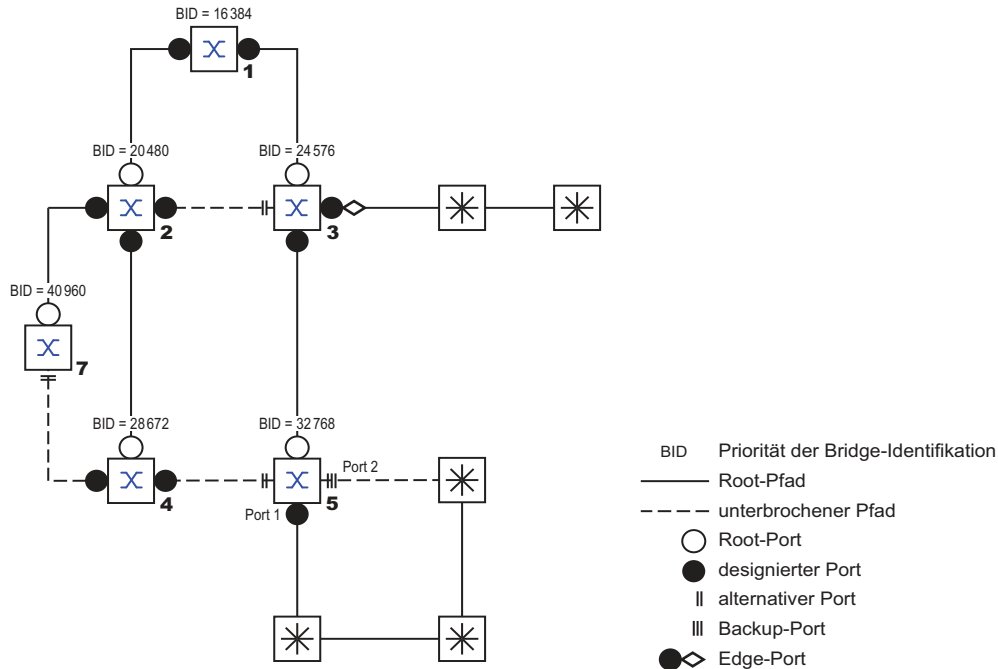 BID = 16 384
1
BID = 20 480
BID = 24 576
2
3
BID = 40 960
7
BID = 28 672
BID = 32 768
4
Port 2
5
Port 1
BID Priorität der Bridge-Identifikation
Root-Pfad
unterbrochener Pfad
Root-Port
designierter Port
alternativer Port
Backup-Port
Edge-Port